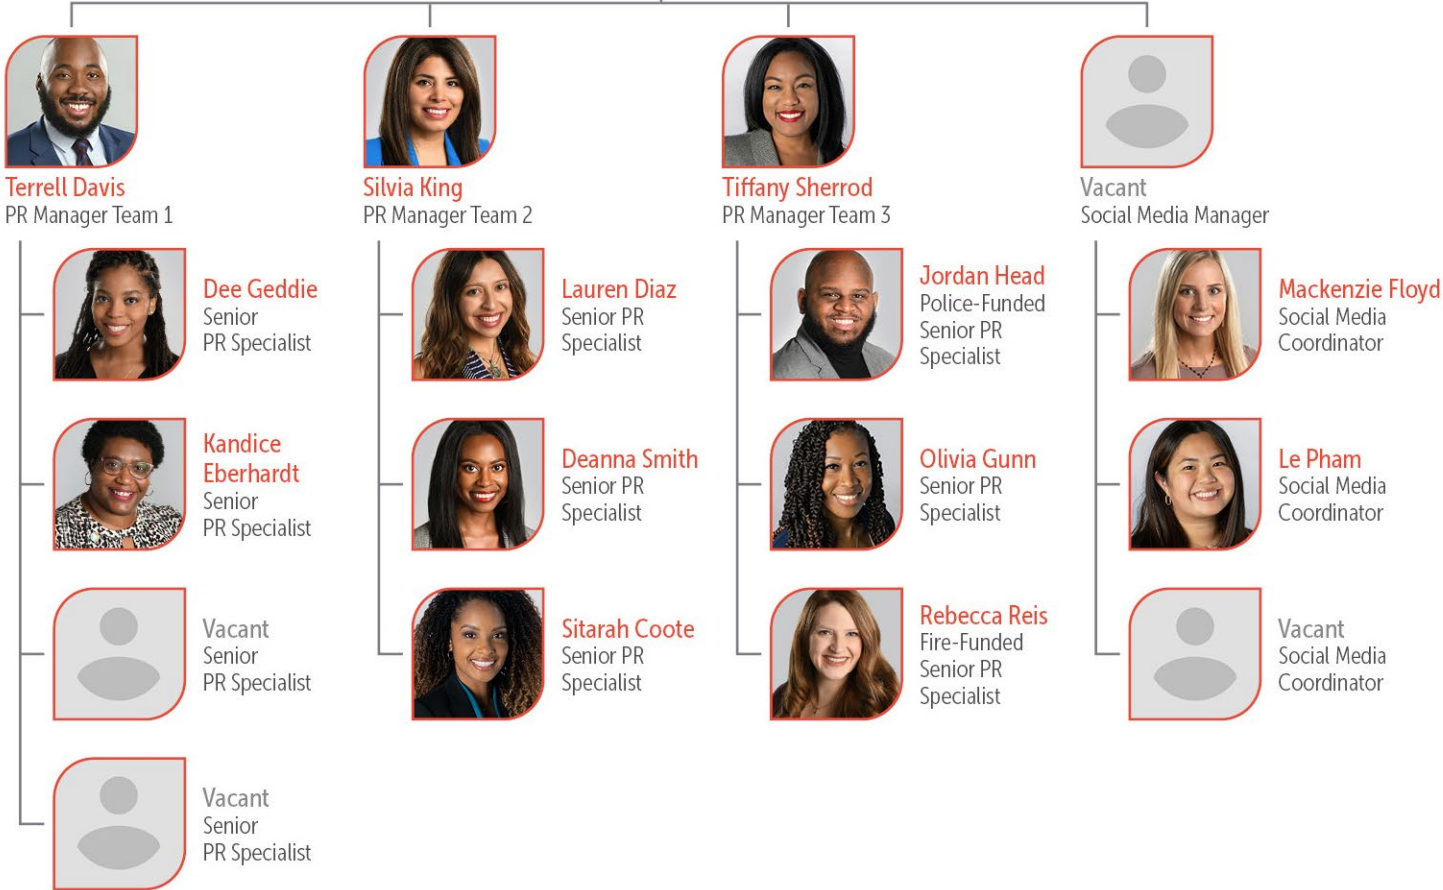 Terrell Davis
PR Manager Team 1
Silvia King
PR Manager Team 2
Tiffany Sherrod
PR Manager Team 3
Vacant
Social Media Manager
Dee Geddie
Senior
PR Specialist
Kandice
Eberhardt
Senior
PR Specialist
Vacant
Senior
PR Specialist
Vacant
Senior
PR Specialist
Lauren Diaz
Senior PR
Specialist
Deanna Smith
Senior PR
Specialist
Sitarah Coote
Senior PR
Specialist
Jordan Head
Police-Funded
Senior PR
Specialist
Olivia Gunn
Senior PR
Specialist
Rebecca Reis
Fire-Funded
Senior PR
Specialist
Mackenzie Floyd
Social Media
Coordinator
Le Pham
Social Media
Coordinator
Vacant
Social Media
Coordinator